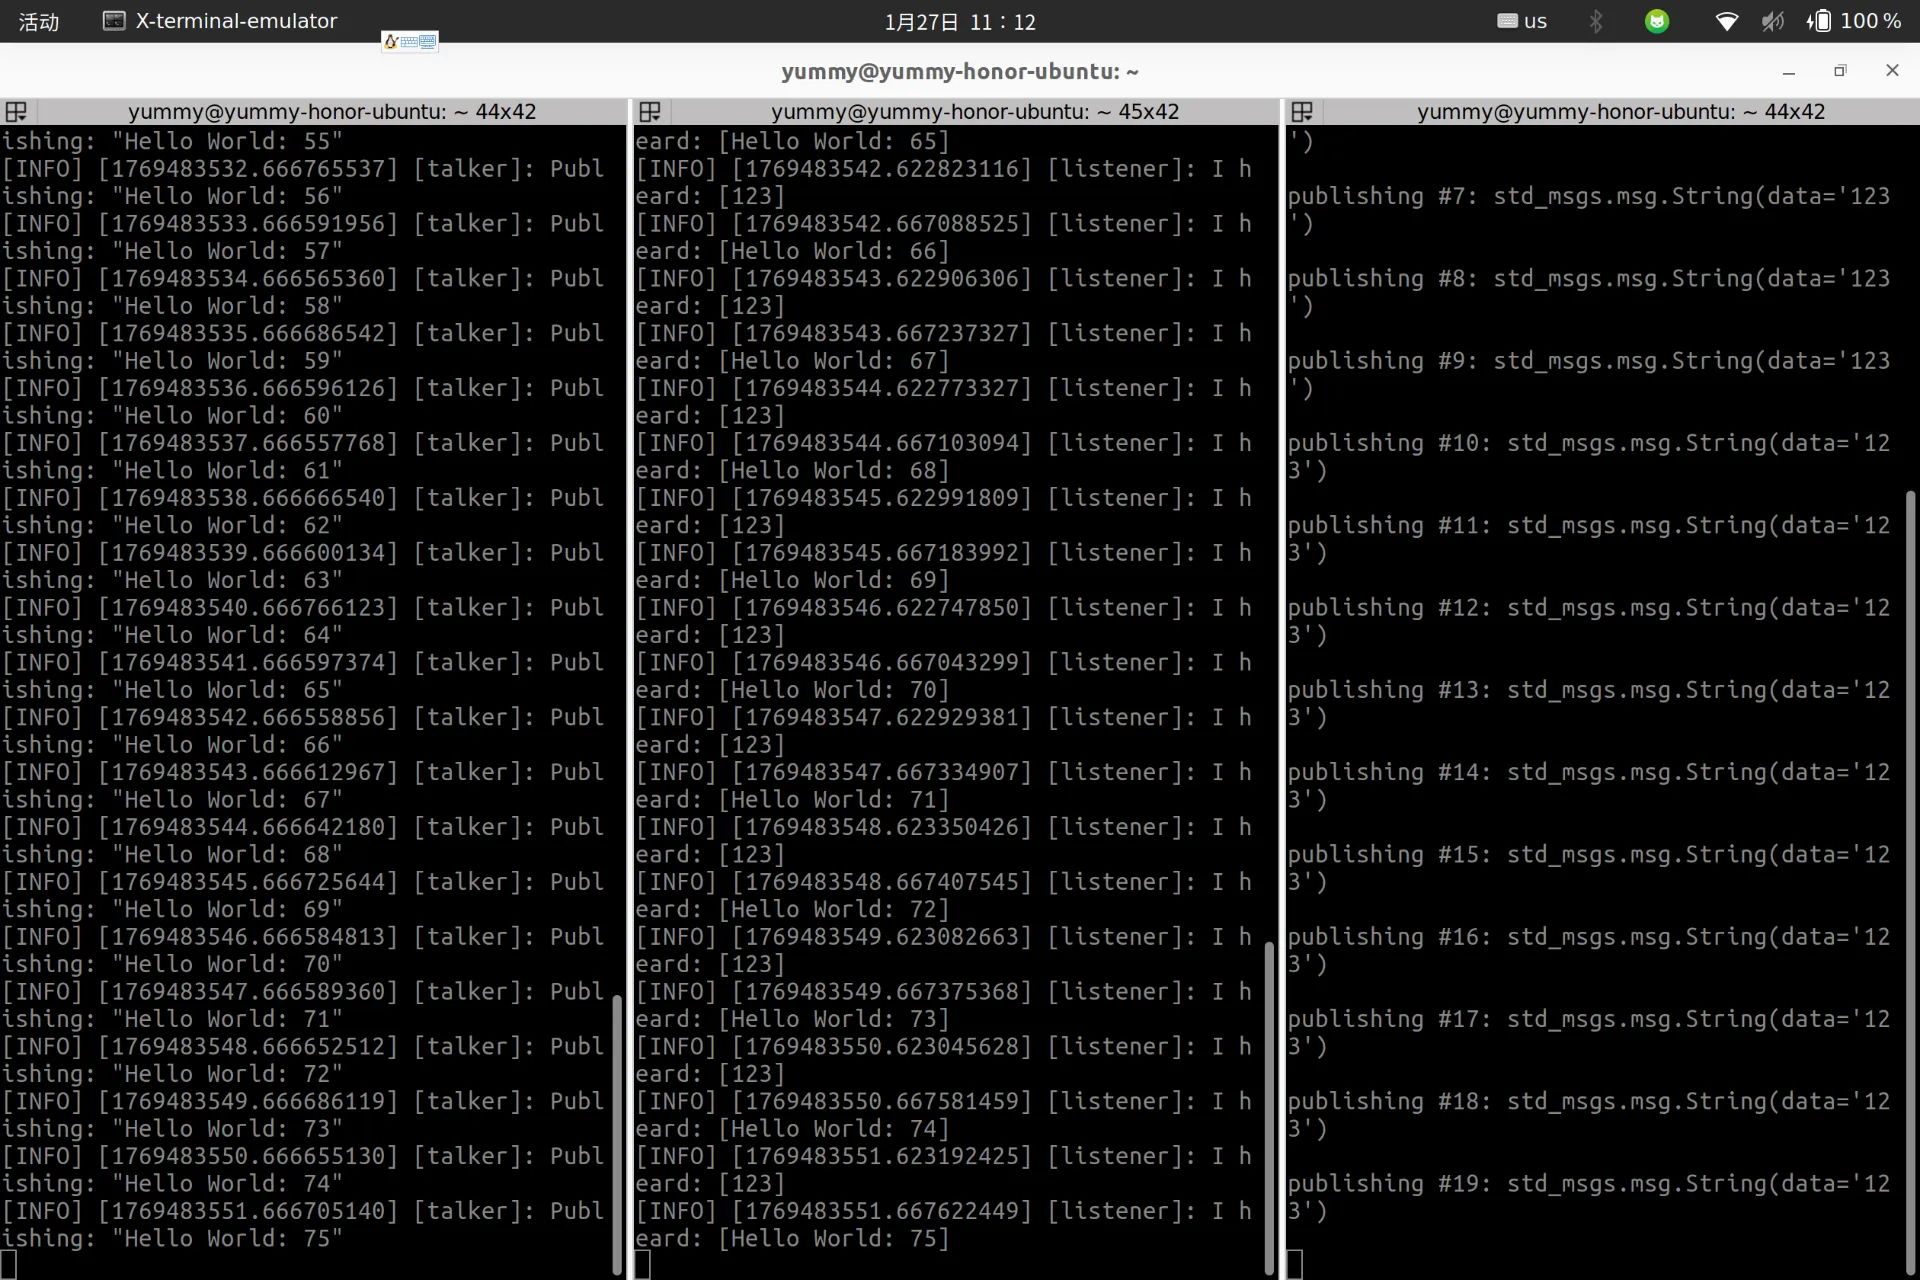 活动 X-terminal-emulator 1月27日 11：12 us 100 %
yummy@yummy-honor-ubuntu: ~
yummy@yummy-honor-ubuntu: ~ 44x42
ishing: "Hello World: 55"
[INFO] [1769483532.666765537] [talker]: Publ
ishing: "Hello World: 56"
[INFO] [1769483533.666591956] [talker]: Publ
ishing: "Hello World: 57"
[INFO] [1769483534.666565360] [talker]: Publ
ishing: "Hello World: 58"
[INFO] [1769483535.666686542] [talker]: Publ
ishing: "Hello World: 59"
[INFO] [1769483536.666596126] [talker]: Publ
ishing: "Hello World: 60"
[INFO] [1769483537.666557768] [talker]: Publ
ishing: "Hello World: 61"
[INFO] [1769483538.666666540] [talker]: Publ
ishing: "Hello World: 62"
[INFO] [1769483539.666600134] [talker]: Publ
ishing: "Hello World: 63"
[INFO] [1769483540.666766123] [talker]: Publ
ishing: "Hello World: 64"
[INFO] [1769483541.666597374] [talker]: Publ
ishing: "Hello World: 65"
[INFO] [1769483542.666558856] [talker]: Publ
ishing: "Hello World: 66"
[INFO] [1769483543.666612967] [talker]: Publ
ishing: "Hello World: 67"
[INFO] [1769483544.666642180] [talker]: Publ
ishing: "Hello World: 68"
[INFO] [1769483545.666725644] [talker]: Publ
ishing: "Hello World: 69"
[INFO] [1769483546.666584813] [talker]: Publ
ishing: "Hello World: 70"
[INFO] [1769483547.666589360] [talker]: Publ
ishing: "Hello World: 71"
[INFO] [1769483548.666652512] [talker]: Publ
ishing: "Hello World: 72"
[INFO] [1769483549.666686119] [talker]: Publ
ishing: "Hello World: 73"
[INFO] [1769483550.666655130] [talker]: Publ
ishing: "Hello World: 74"
[INFO] [1769483551.666705140] [talker]: Publ
ishing: "Hello World: 75"
yummy@yummy-honor-ubuntu: ~ 45x42
eard: [Hello World: 65]
[INFO] [1769483542.622823116] [listener]: I h
eard: [123]
[INFO] [1769483542.667088525] [listener]: I h
eard: [Hello World: 66]
[INFO] [1769483543.622906306] [listener]: I h
eard: [123]
[INFO] [1769483543.667237327] [listener]: I h
eard: [Hello World: 67]
[INFO] [1769483544.622773327] [listener]: I h
eard: [123]
[INFO] [1769483544.667103094] [listener]: I h
eard: [Hello World: 68]
[INFO] [1769483545.622991809] [listener]: I h
eard: [123]
[INFO] [1769483545.667183992] [listener]: I h
eard: [Hello World: 69]
[INFO] [1769483546.622747850] [listener]: I h
eard: [123]
[INFO] [1769483546.667043299] [listener]: I h
eard: [Hello World: 70]
[INFO] [1769483547.622929381] [listener]: I h
eard: [123]
[INFO] [1769483547.667334907] [listener]: I h
eard: [Hello World: 71]
[INFO] [1769483548.623350426] [listener]: I h
eard: [123]
[INFO] [1769483548.667407545] [listener]: I h
eard: [Hello World: 72]
[INFO] [1769483549.623082663] [listener]: I h
eard: [123]
[INFO] [1769483549.667375368] [listener]: I h
eard: [Hello World: 73]
[INFO] [1769483550.623045628] [listener]: I h
eard: [123]
[INFO] [1769483550.667581459] [listener]: I h
eard: [Hello World: 74]
[INFO] [1769483551.623192425] [listener]: I h
eard: [123]
[INFO] [1769483551.667622449] [listener]: I h
eard: [Hello World: 75]
yummy@yummy-honor-ubuntu: ~ 44x42
')
publishing #7: std_msgs.msg.String(data='123
')
publishing #8: std_msgs.msg.String(data='123
')
publishing #9: std_msgs.msg.String(data='123
')
publishing #10: std_msgs.msg.String(data='12
3')
publishing #11: std_msgs.msg.String(data='12
3')
publishing #12: std_msgs.msg.String(data='12
3')
publishing #13: std_msgs.msg.String(data='12
3')
publishing #14: std_msgs.msg.String(data='12
3')
publishing #15: std_msgs.msg.String(data='12
3')
publishing #16: std_msgs.msg.String(data='12
3')
publishing #17: std_msgs.msg.String(data='12
3')
publishing #18: std_msgs.msg.String(data='12
3')
publishing #19: std_msgs.msg.String(data='12
3')